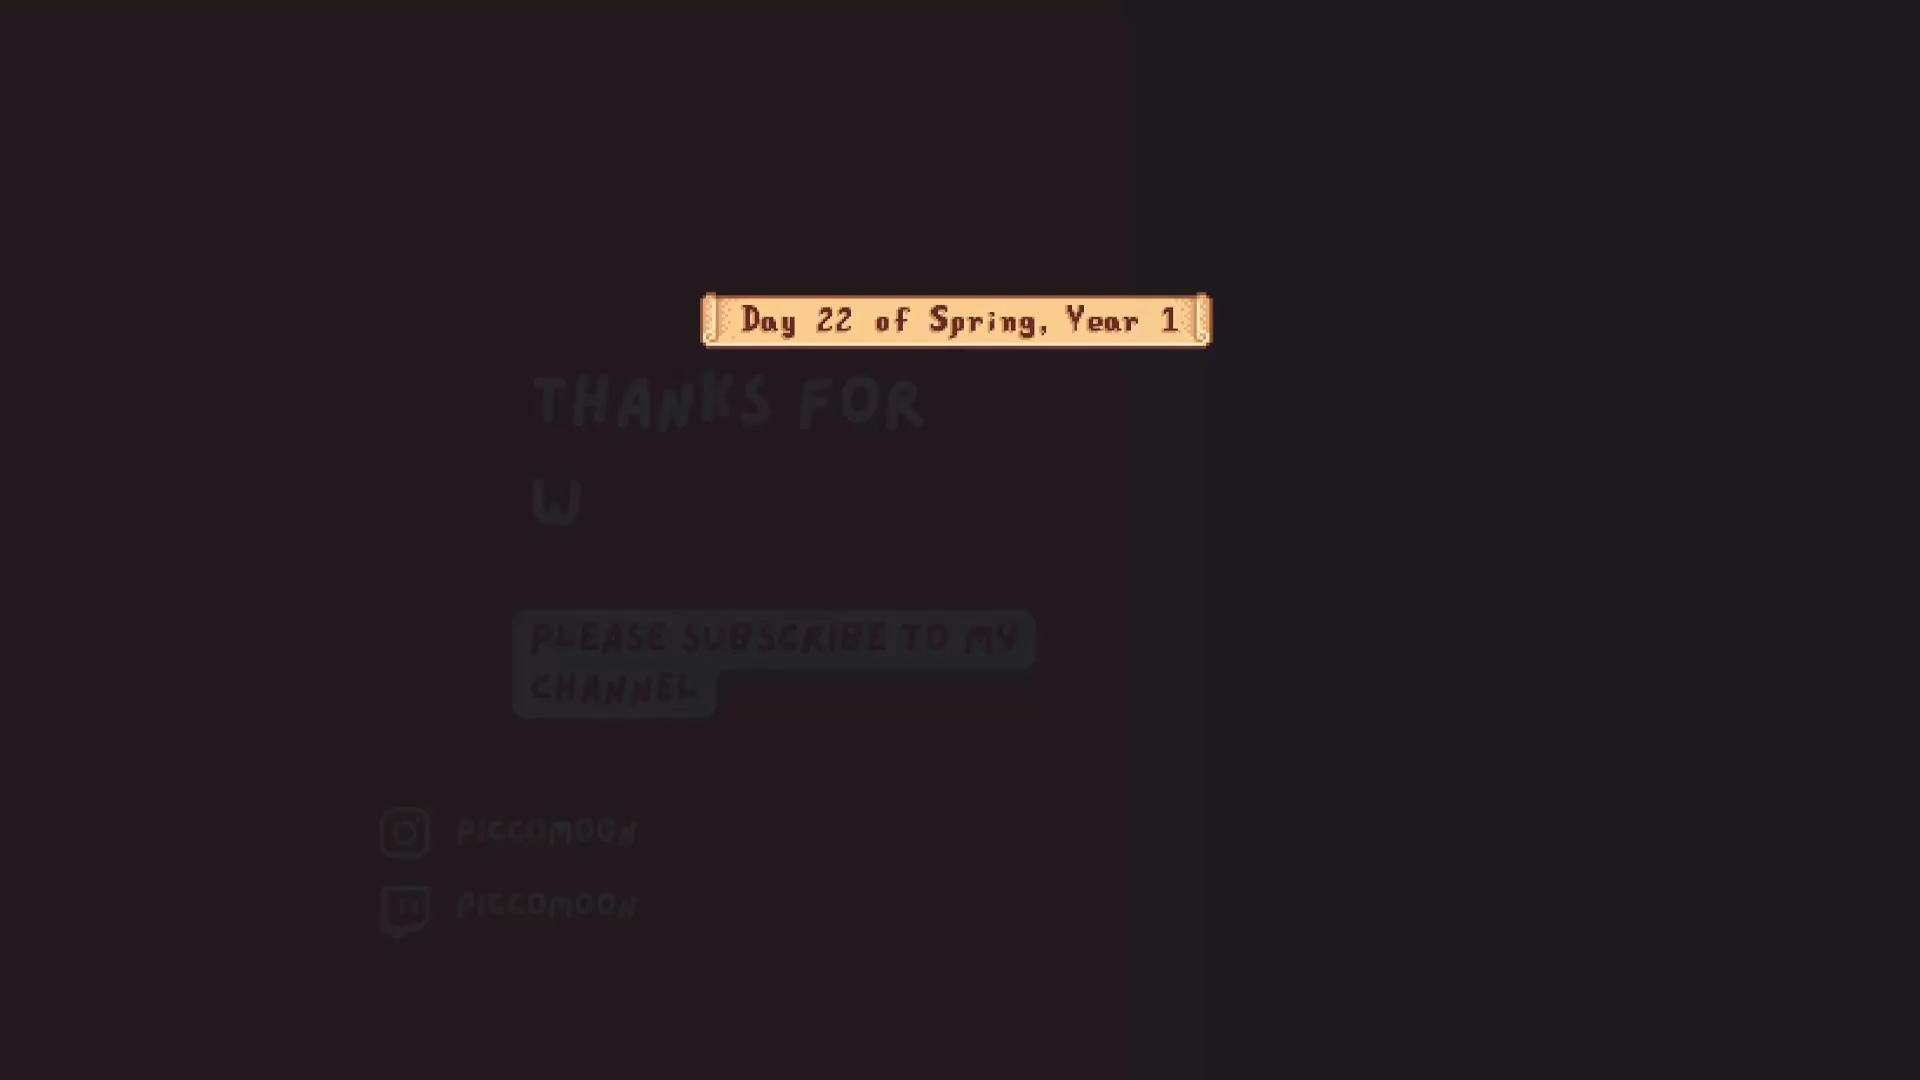 Day 22 of Spring, Year 1
THANKS FOR
W
PLEASE SUBSCRIBE TO MY
CHANNEL
PICCOMOON
PICCOMOON